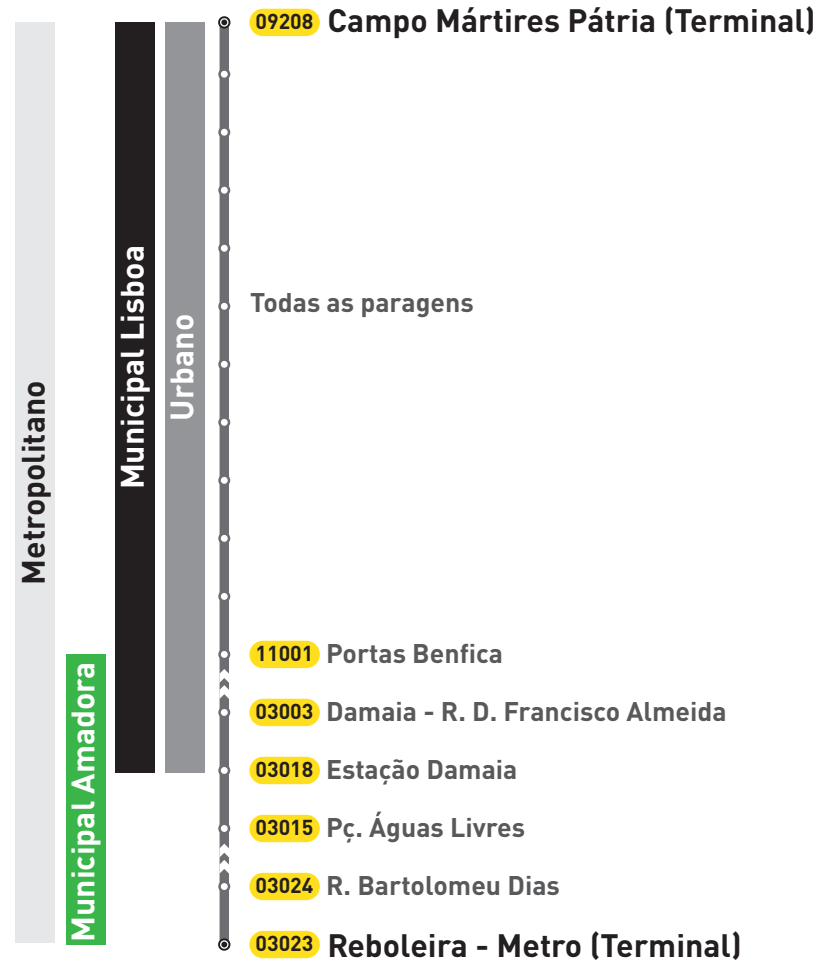 09208 Campo Mártires Pátria (Terminal)
Todas as paragens
11001 Portas Benfica
03003 Damaia - R. D. Francisco Almeida
03018 Estação Damaia
03015 Pç. Águas Livres
03024 R. Bartolomeu Dias
03023 Reboleira - Metro (Terminal)
Metropolitano
Municipal Amadora
Municipal Lisboa
Urbano